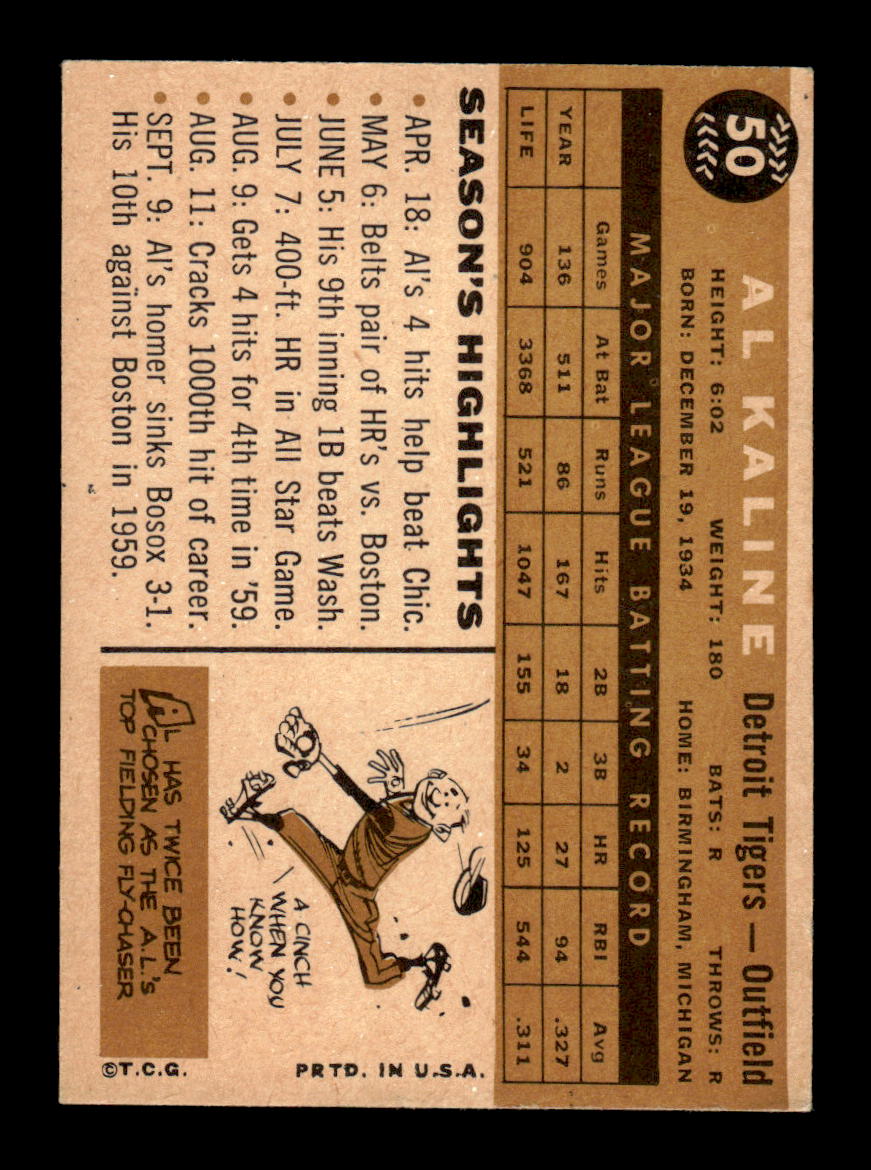 50
AL KALINE Detroit Tigers — Outfield
HEIGHT: 6:02 WEIGHT: 180 BATS: R THROWS: R
BORN: DECEMBER 19, 1934 HOME: BIRMINGHAM, MICHIGAN
MAJOR LEAGUE BATTING RECORD
Games At Bat Runs Hits 2B 3B HR RBI Avg
YEAR 136 511 86 167 18 2 27 94 .327
LIFE 904 3368 521 1047 155 34 125 544 .311
SEASON'S HIGHLIGHTS
• APR. 18: Al's 4 hits help beat Chic.
• MAY 6: Belts pair of HR's vs. Boston.
• JUNE 5: His 9th inning 1B beats Wash.
• JULY 7: 400-ft. HR in All Star Game.
• AUG. 9: Gets 4 hits for 4th time in '59.
• AUG. 11: Cracks 1000th hit of career.
• SEPT. 9: Al's homer sinks Bosox 3-1.
His 10th against Boston in 1959.
A CINCH
WHEN YOU
KNOW
HOW!
AL HAS TWICE BEEN
CHOSEN AS THE A.L.'s
TOP FIELDING FLY-CHASER
©T.C.G. PRTD. IN U.S.A.